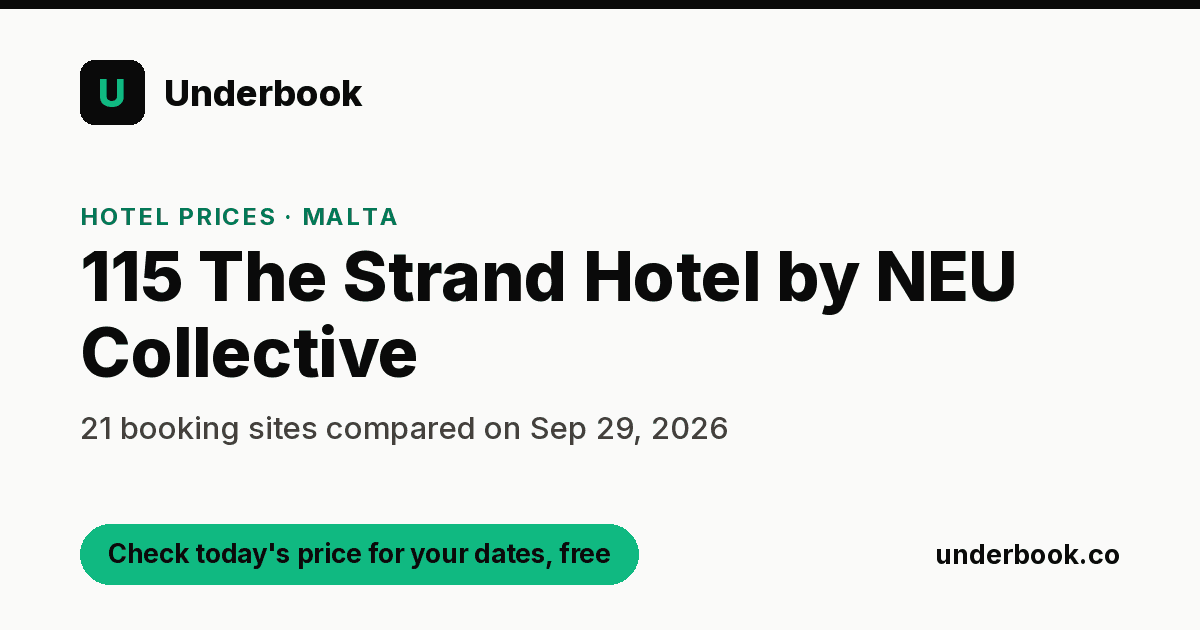 U Underbook
HOTEL PRICES · MALTA
115 The Strand Hotel by NEU
Collective
21 booking sites compared on Sep 29, 2026
Check today's price for your dates, free
underbook.co